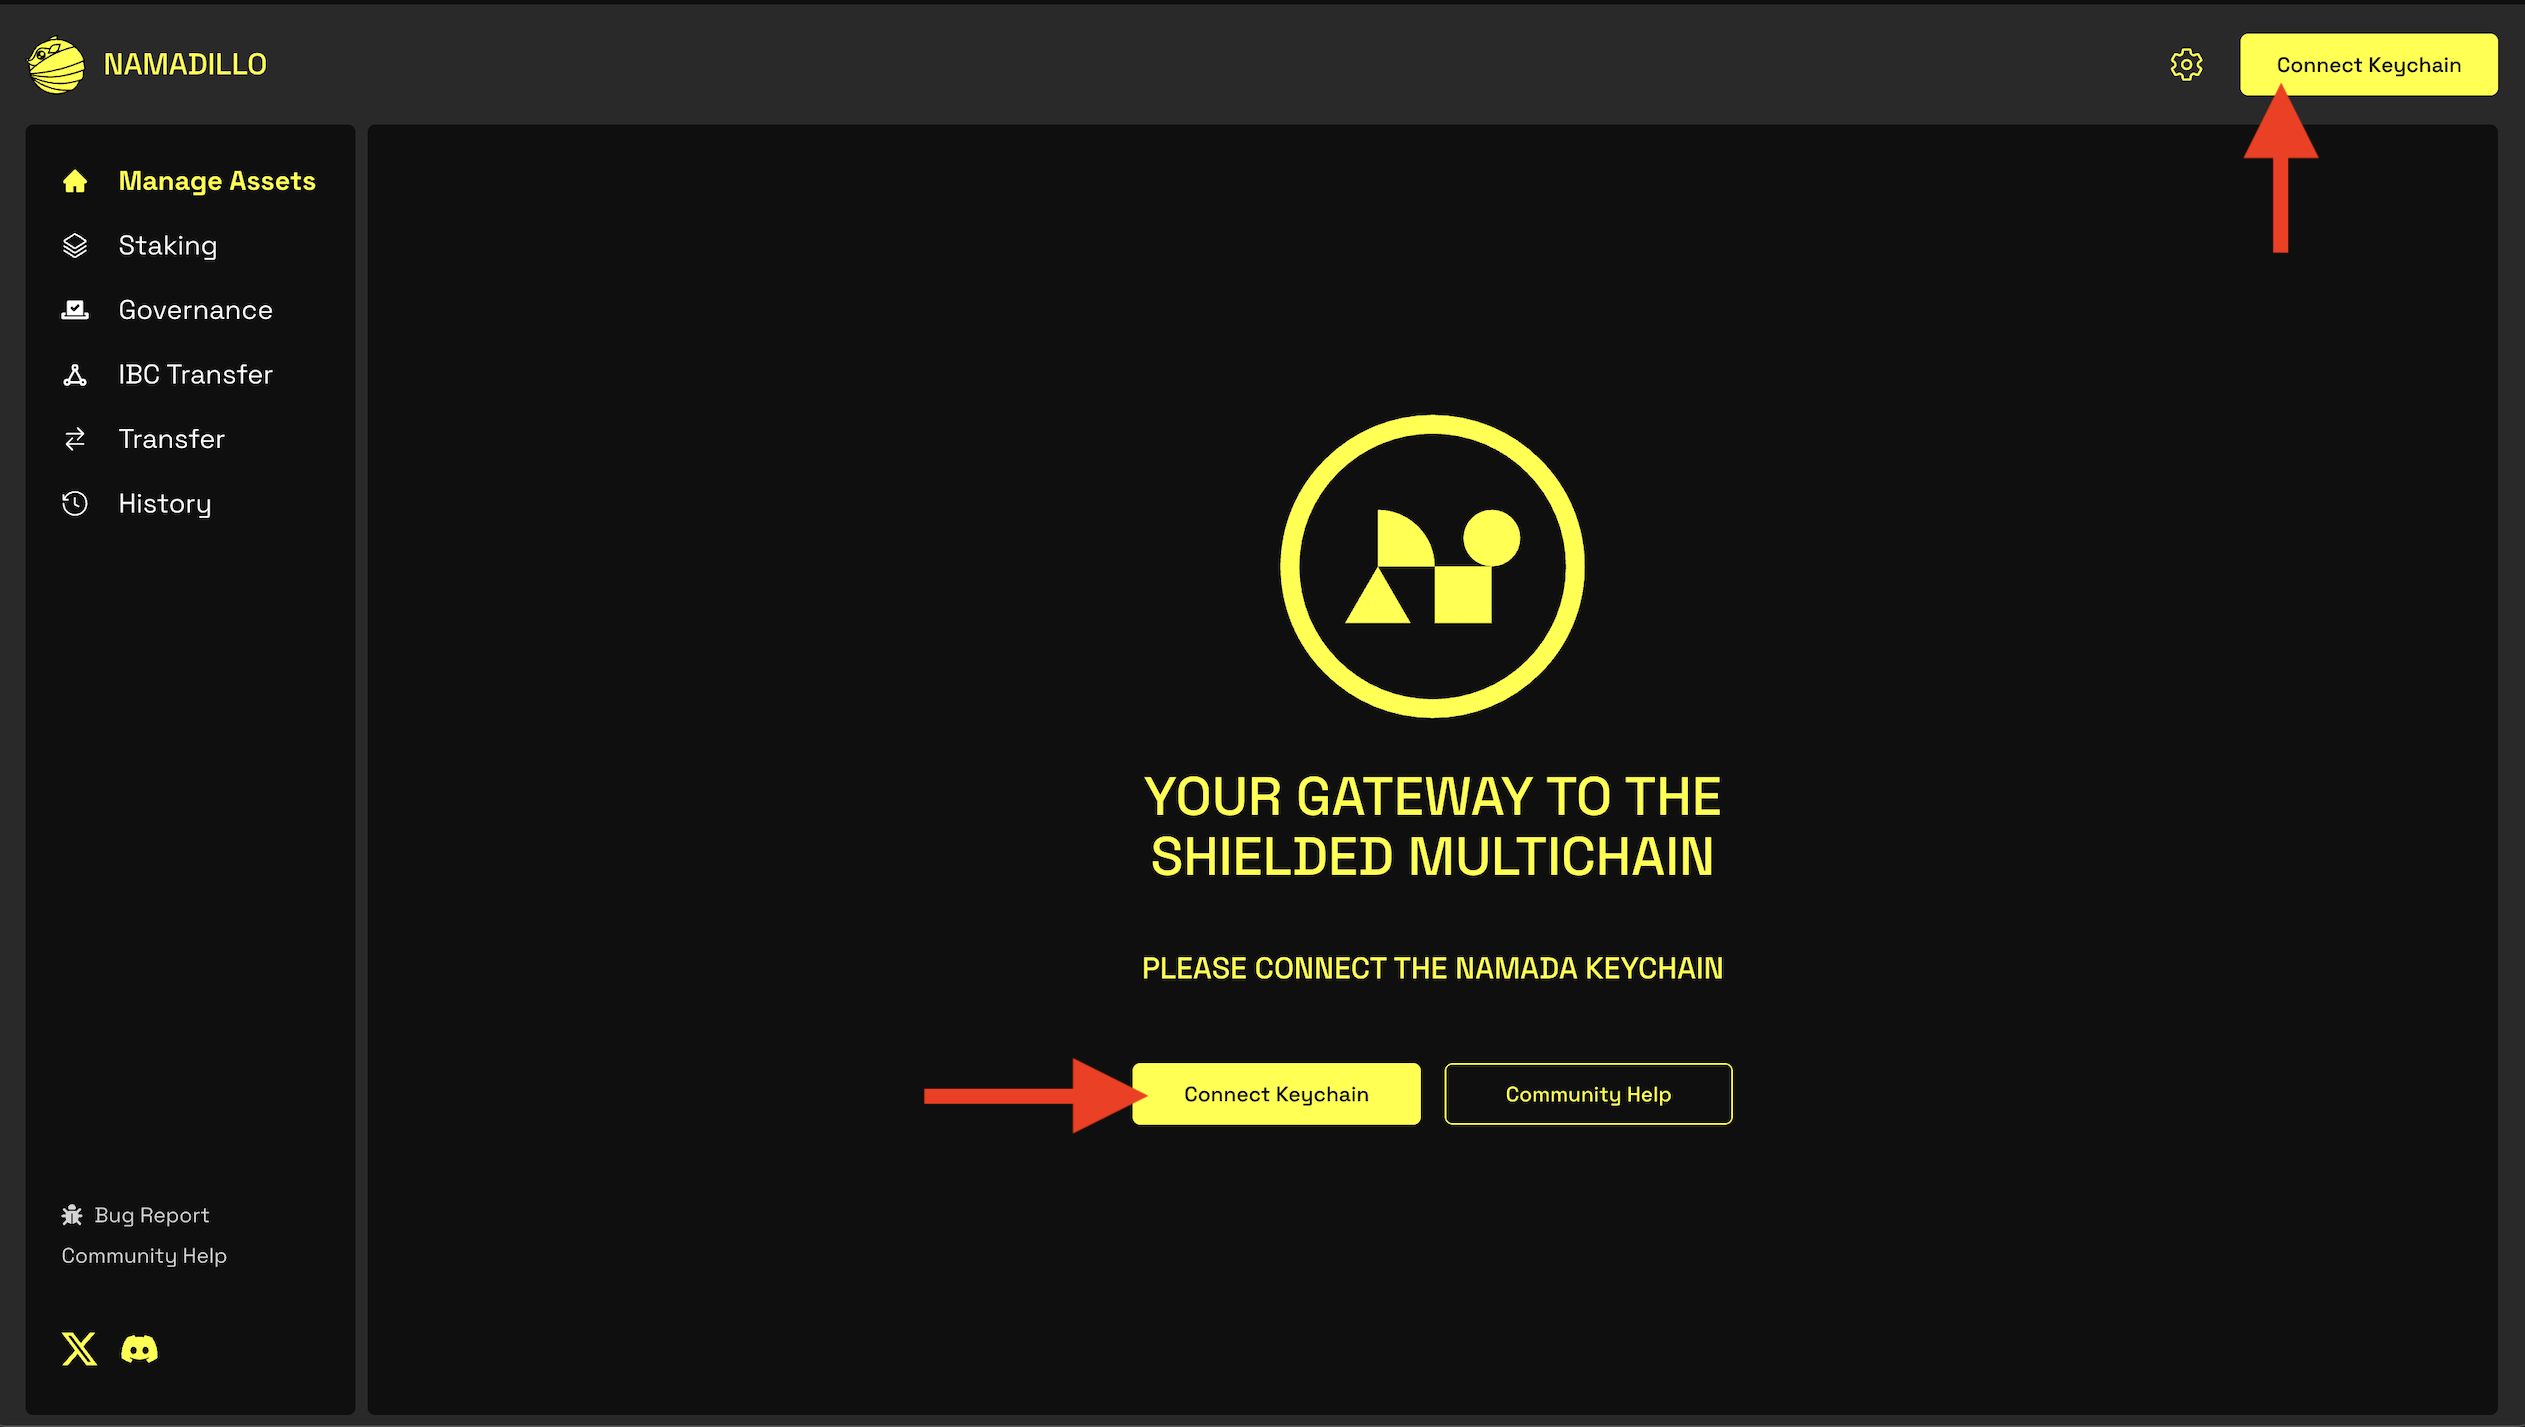 NAMADILLO
Connect Keychain
Manage Assets
Staking
Governance
IBC Transfer
Transfer
History
YOUR GATEWAY TO THE
SHIELDED MULTICHAIN
PLEASE CONNECT THE NAMADA KEYCHAIN
Connect Keychain
Community Help
Bug Report
Community Help